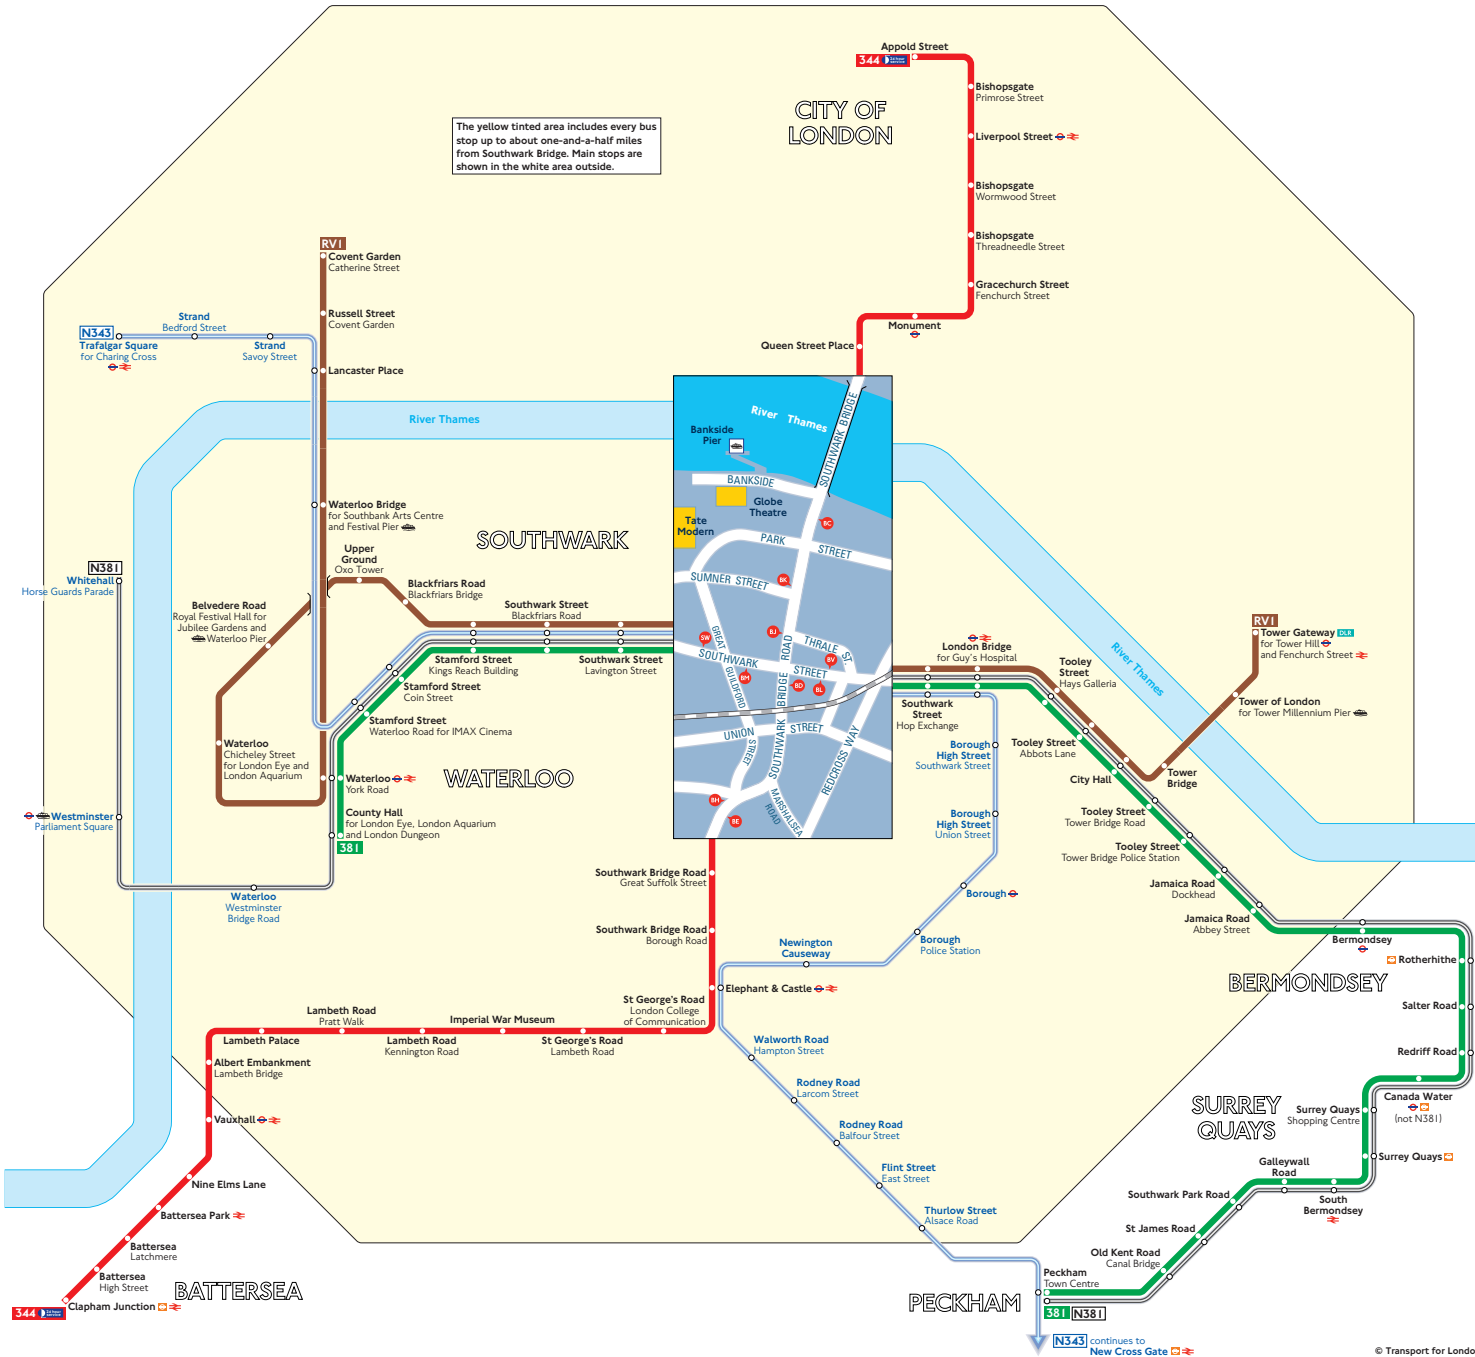 Appold Street
344 24 hour service
Bishopsgate
Primrose Street
CITY OF
LONDON
Liverpool Street
The yellow tinted area includes every bus
stop up to about one-and-a-half miles
from Southwark Bridge. Main stops are
shown in the white area outside.
Bishopsgate
Wormwood Street
Bishopsgate
Threadneedle Street
Gracechurch Street
Fenchurch Street
Monument
Queen Street Place
RV1
Covent Garden
Catherine Street
Russell Street
Covent Garden
Strand
Bedford Street
N343
Trafalgar Square
for Charing Cross
Strand
Savoy Street
Lancaster Place
River Thames
Waterloo Bridge
for Southbank Arts Centre
and Festival Pier
SOUTHWARK
Upper
Ground
Oxo Tower
N381
Whitehall
Horse Guards Parade
Blackfriars Road
Blackfriars Bridge
Belvedere Road
Royal Festival Hall for
Jubilee Gardens and
Waterloo Pier
Southwark Street
Blackfriars Road
Stamford Street
Kings Reach Building
Southwark Street
Lavington Street
Stamford Street
Coin Street
Stamford Street
Waterloo Road for IMAX Cinema
Waterloo
Chicheley Street
for London Eye and
London Aquarium
WATERLOO
Waterloo
York Road
County Hall
for London Eye, London Aquarium
and London Dungeon
381
Westminster
Parliament Square
Waterloo
Westminster
Bridge Road
River Thames
SOUTHWARK BRIDGE
Bankside
Pier
BANKSIDE
Globe
Theatre
Tate
Modern
BC
PARK STREET
SUMNER STREET
BK
GREAT GUILDFORD STREET
SW
BJ
THRALE ST.
BV
SOUTHWARK STREET
BM
BD
BL
SOUTHWARK BRIDGE ROAD
UNION STREET
REDCROSS WAY
BH
BE
MARSHALSEA
ROAD
London Bridge
for Guy's Hospital
Southwark
Street
Hop Exchange
Tooley
Street
Hays Galleria
River Thames
RV1
Tower Gateway DLR
for Tower Hill
and Fenchurch Street
Tower of London
for Tower Millennium Pier
Tower
Bridge
Borough
High Street
Southwark Street
Borough
High Street
Union Street
Borough
Borough
Police Station
Newington
Causeway
Elephant & Castle
Tooley Street
Abbots Lane
City Hall
Tooley Street
Tower Bridge Road
Tooley Street
Tower Bridge Police Station
Jamaica Road
Dockhead
Jamaica Road
Abbey Street
Bermondsey
BERMONDSEY
Rotherhithe
Salter Road
Redriff Road
Canada Water
(not N381)
SURREY
QUAYS
Surrey Quays
Shopping Centre
Surrey Quays
Galleywall
Road
South
Bermondsey
Southwark Park Road
St James Road
Old Kent Road
Canal Bridge
Peckham
Town Centre
PECKHAM
381 N381
N343 continues to
New Cross Gate
Southwark Bridge Road
Great Suffolk Street
Southwark Bridge Road
Borough Road
St George's Road
London College
of Communication
St George's Road
Lambeth Road
Imperial War Museum
Lambeth Road
Kennington Road
Lambeth Road
Pratt Walk
Lambeth Palace
Albert Embankment
Lambeth Bridge
Vauxhall
Nine Elms Lane
Battersea Park
Battersea
Latchmere
Battersea
High Street
BATTERSEA
Clapham Junction
344 24 hour service
Walworth Road
Hampton Street
Rodney Road
Larcom Street
Rodney Road
Balfour Street
Flint Street
East Street
Thurlow Street
Alsace Road
© Transport for Londo